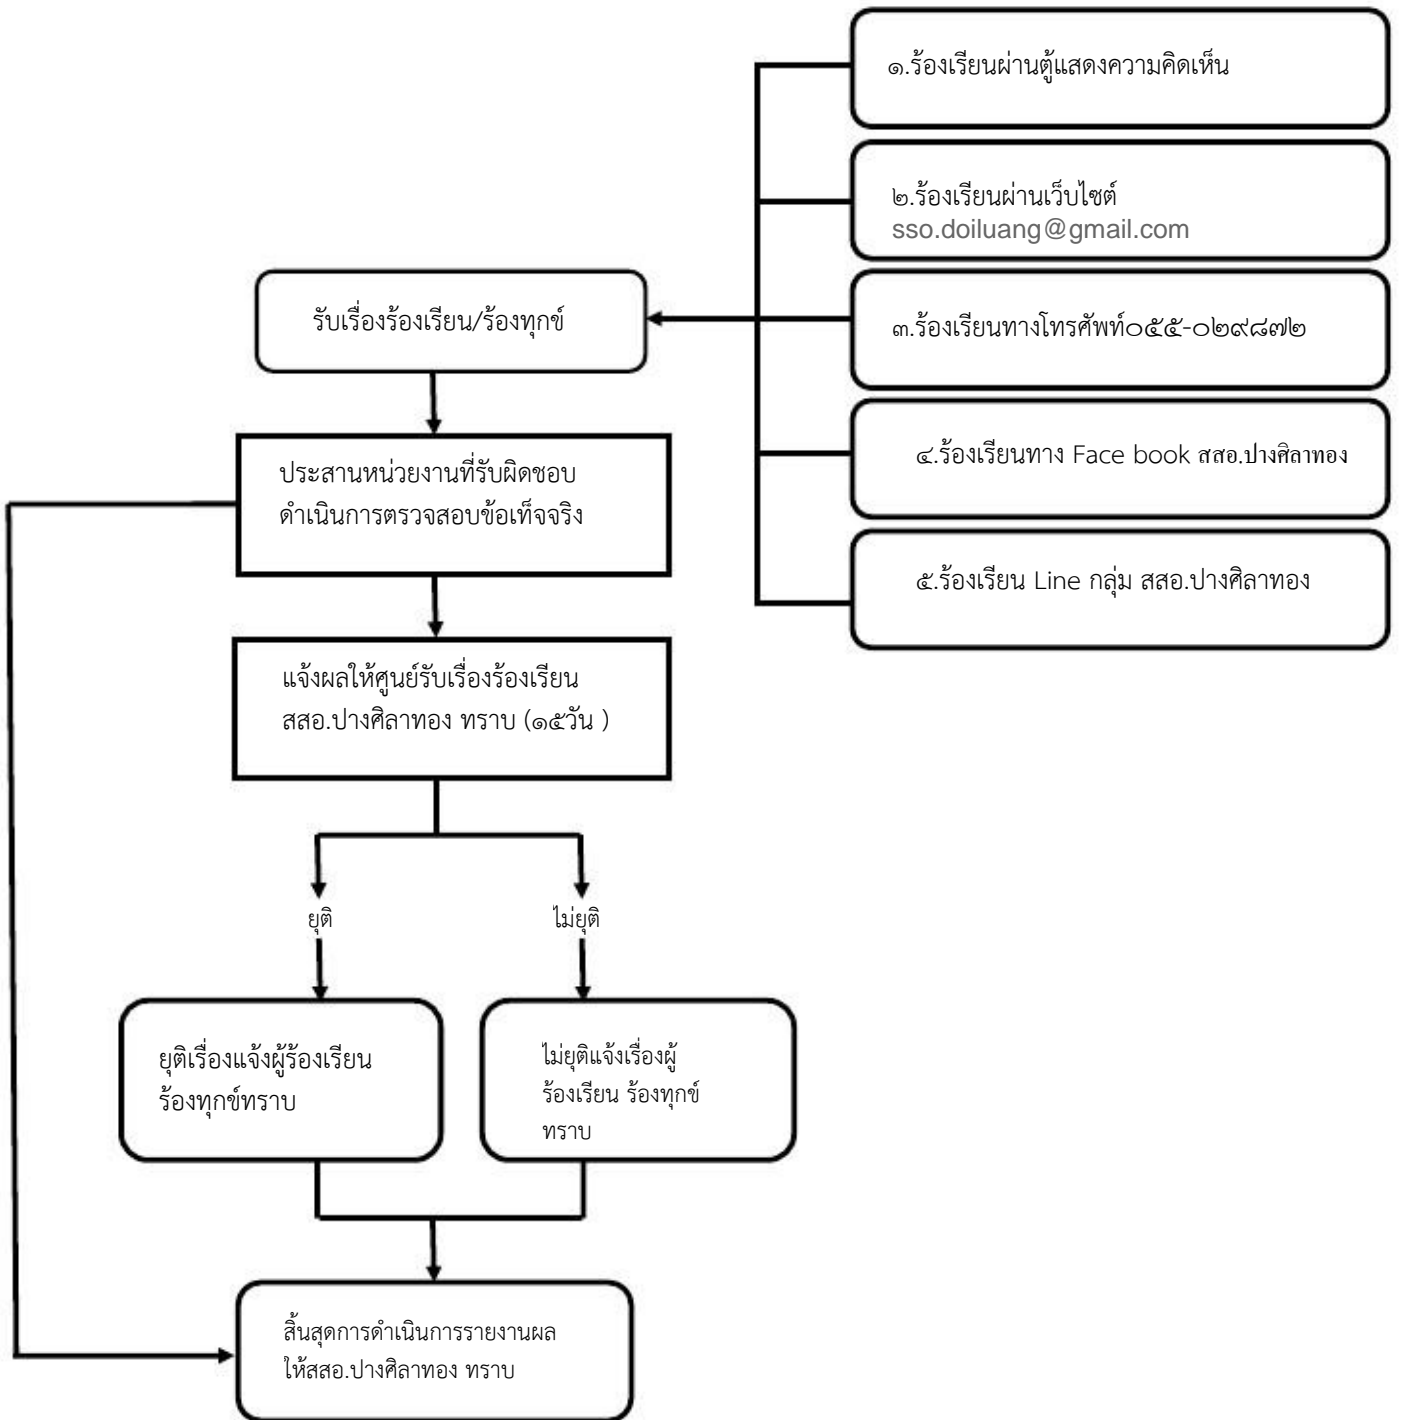 ๑.ร้องเรียนผ่านตู้แสดงความคิดเห็น
๒.ร้องเรียนผ่านเว็บไซต์
sso.doiluang@gmail.com
รับเรื่องร้องเรียน/ร้องทุกข์
๓.ร้องเรียนทางโทรศัพท์๐๕๕-๐๒๙๘๗๒
๔.ร้องเรียนทาง Face book สสอ.ปางศิลาทอง
๕.ร้องเรียน Line กลุ่ม สสอ.ปางศิลาทอง
ประสานหน่วยงานที่รับผิดชอบ
ดำเนินการตรวจสอบข้อเท็จจริง
แจ้งผลให้ศูนย์รับเรื่องร้องเรียน
สสอ.ปางศิลาทอง ทราบ (๑๕วัน )
ยุติ
ไม่ยุติ
ยุติเรื่องแจ้งผู้ร้องเรียน
ร้องทุกข์ทราบ
ไม่ยุติแจ้งเรื่องผู้
ร้องเรียน ร้องทุกข์
ทราบ
สิ้นสุดการดำเนินการรายงานผล
ให้สสอ.ปางศิลาทอง ทราบ